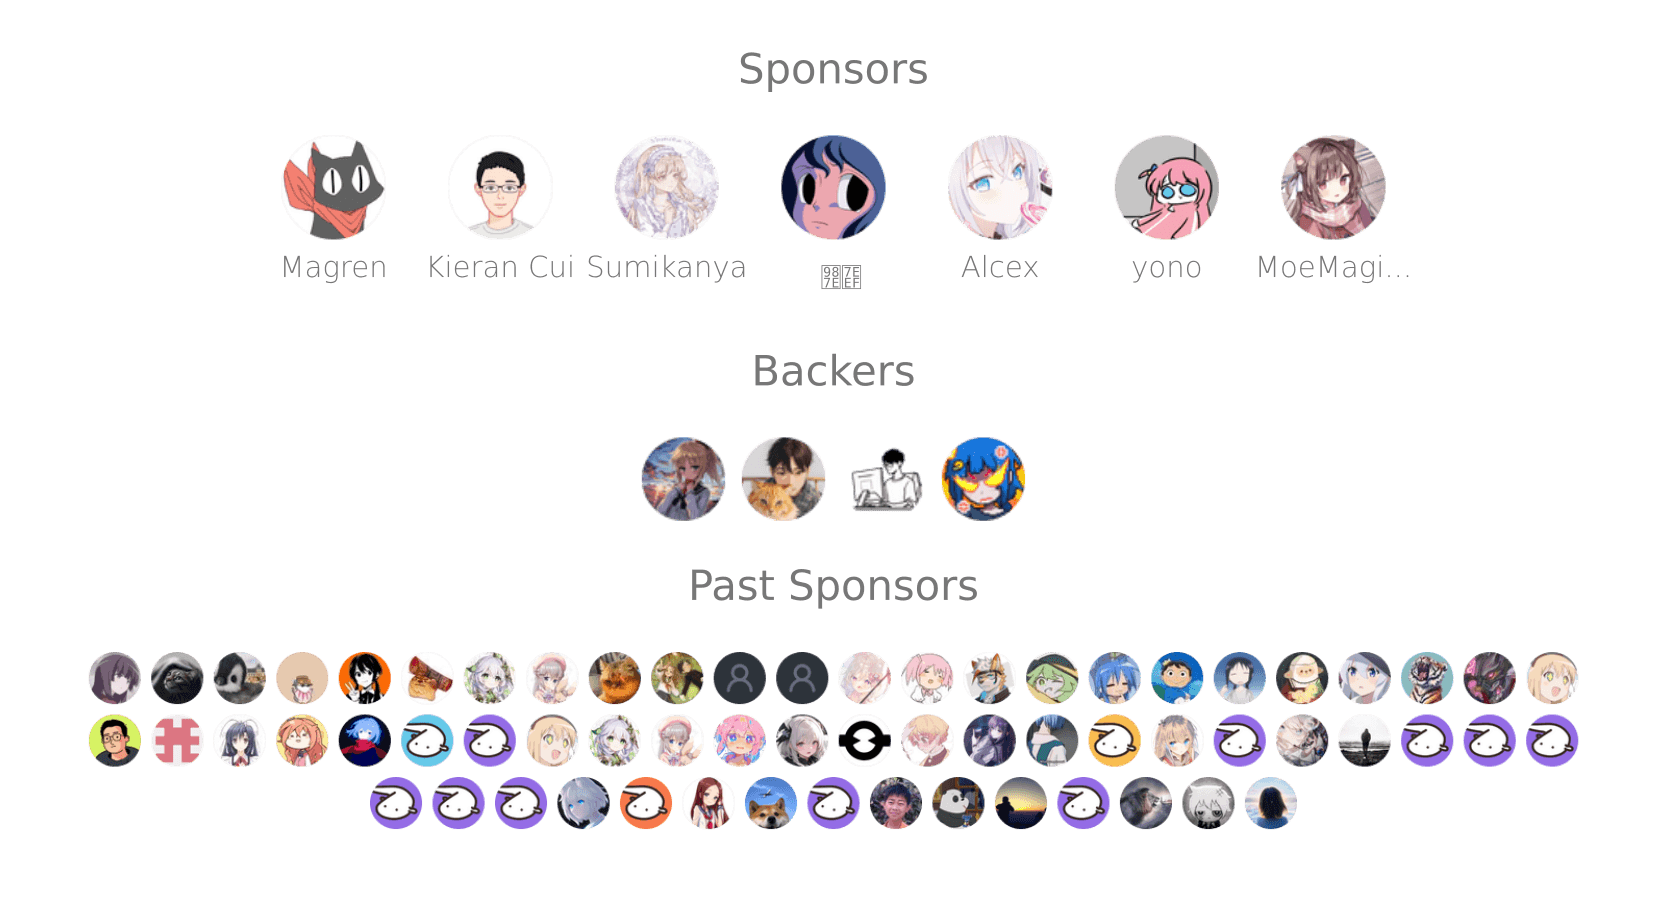 Sponsors
Magren Kieran Cui Sumikanya Alcex yono MoeMagi...
Backers
Past Sponsors